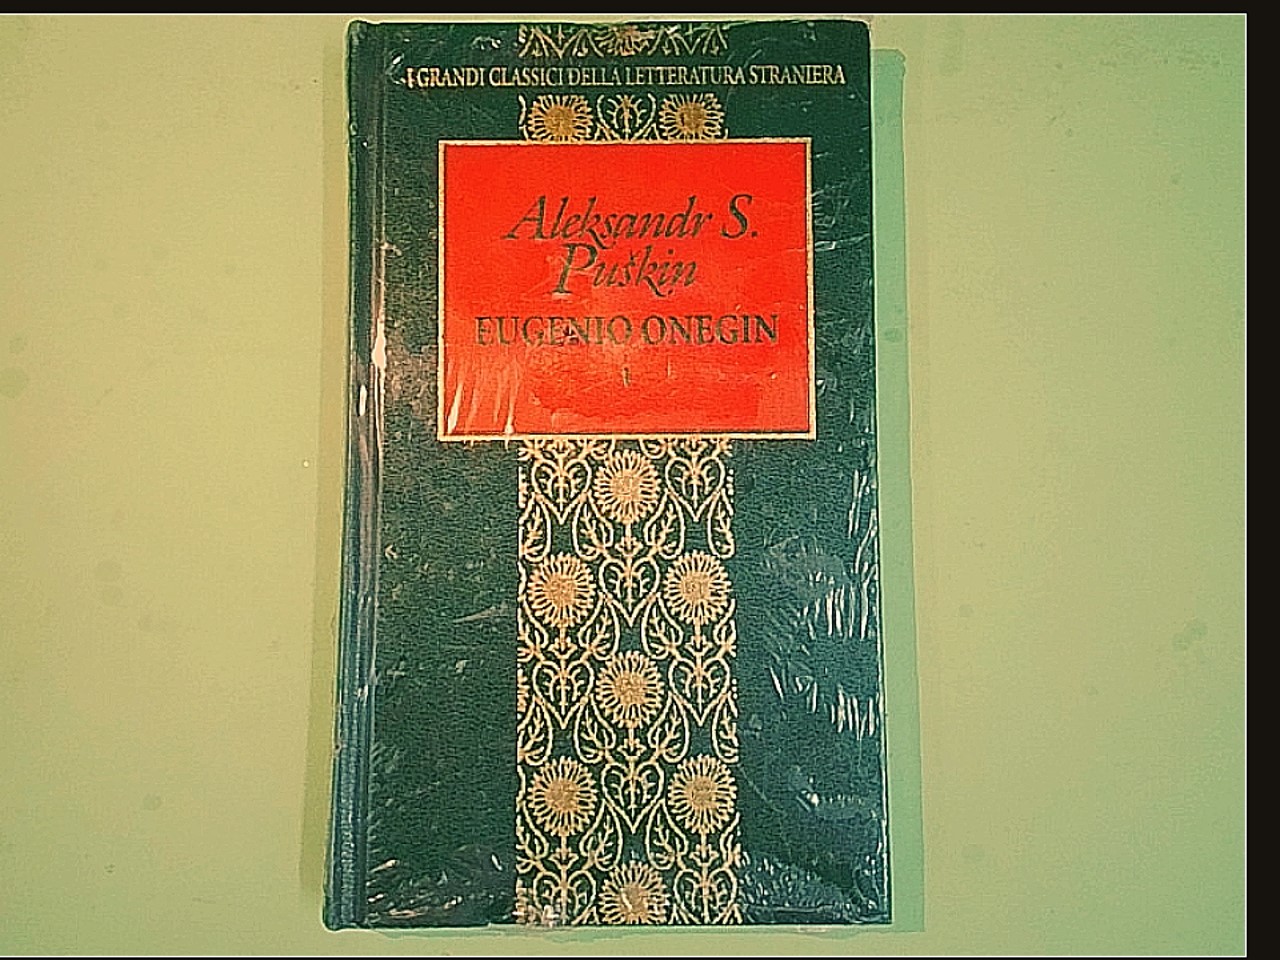 I GRANDI CLASSICI DELLA LETTERATURA STRANIERA
Aleksandr S.
Puškin
EUGENIO ONEGIN
I